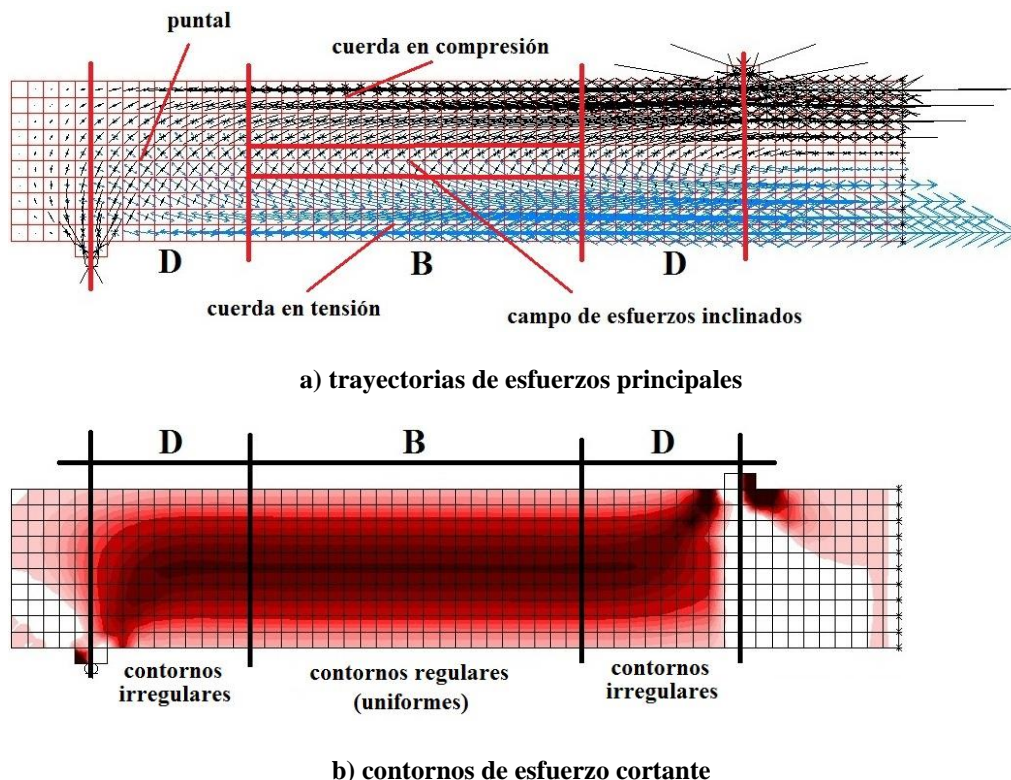 puntal
cuerda en compresión
D
B
D
cuerda en tensión
campo de esfuerzos inclinados
a) trayectorias de esfuerzos principales
D
B
D
contornos
irregulares
contornos regulares
(uniformes)
contornos
irregulares
b) contornos de esfuerzo cortante